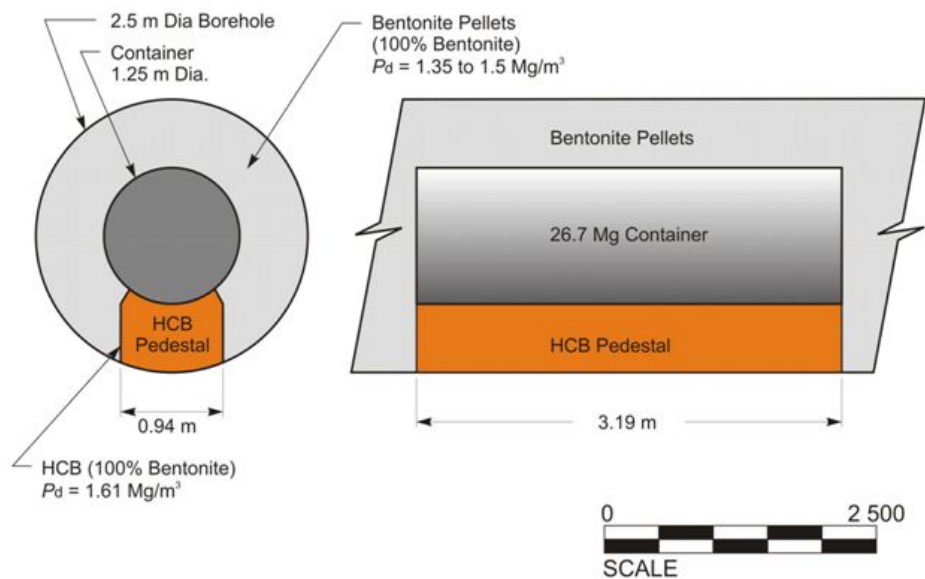 2.5 m Dia Borehole
Container
1.25 m Dia.
Bentonite Pellets
(100% Bentonite)
Pd = 1.35 to 1.5 Mg/m³
HCB
Pedestal
0.94 m
HCB (100% Bentonite)
Pd = 1.61 Mg/m³
Bentonite Pellets
26.7 Mg Container
HCB Pedestal
3.19 m
0 2 500
SCALE